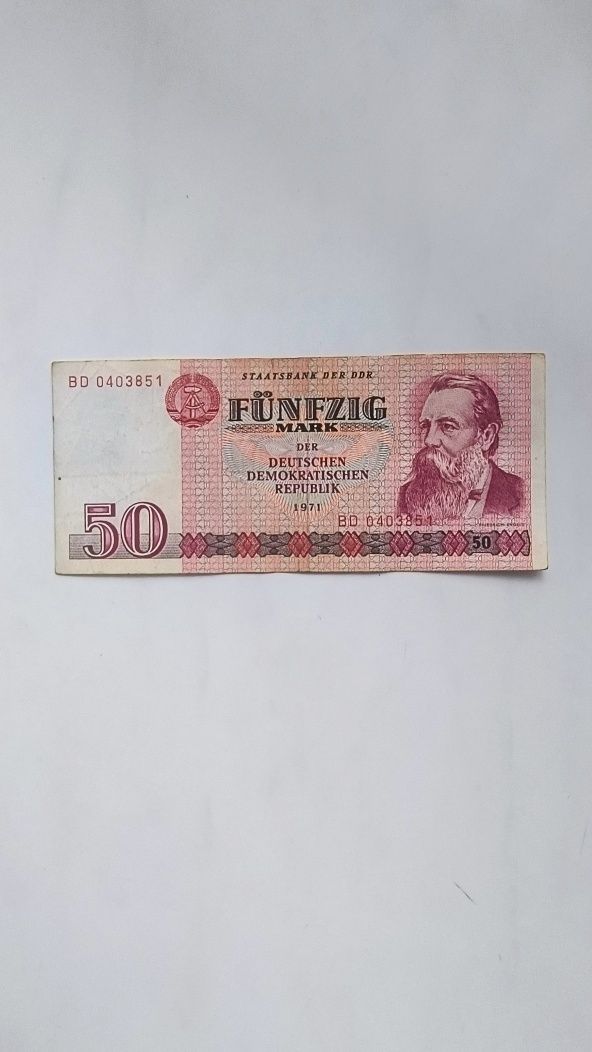 BD 0403851
STAATSBANK DER DDR
FÜNFZIG
MARK
DER
DEUTSCHEN
DEMOKRATISCHEN
REPUBLIK
1971
BD 0403851
50
50